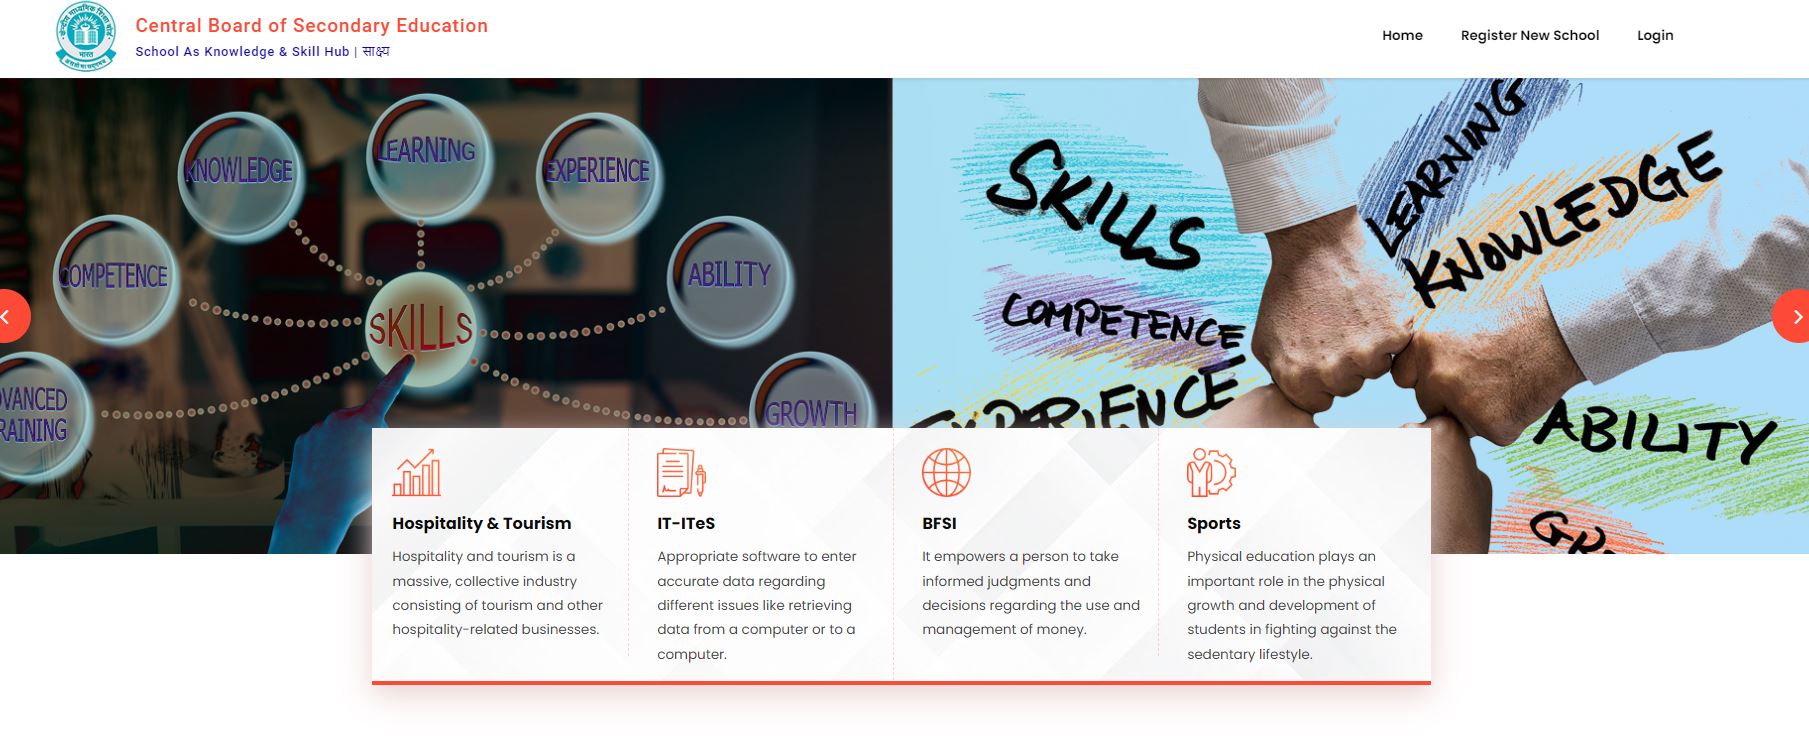 Central Board of Secondary Education
School As Knowledge & Skill Hub | साक्ष्य
Home
Register New School
Login
KNOWLEDGE
LEARNING
EXPERIENCE
COMPETENCE
ABILITY
SKILLS
GROWTH
SKILLS
LEARNING
KNOWLEDGE
COMPETENCE
EXPERIENCE
ABILITY
Hospitality & Tourism
Hospitality and tourism is a
massive, collective industry
consisting of tourism and other
hospitality-related businesses.
IT-ITeS
Appropriate software to enter
accurate data regarding
different issues like retrieving
data from a computer or to a
computer.
BFSI
It empowers a person to take
informed judgments and
decisions regarding the use and
management of money.
Sports
Physical education plays an
important role in the physical
growth and development of
students in fighting against the
sedentary lifestyle.